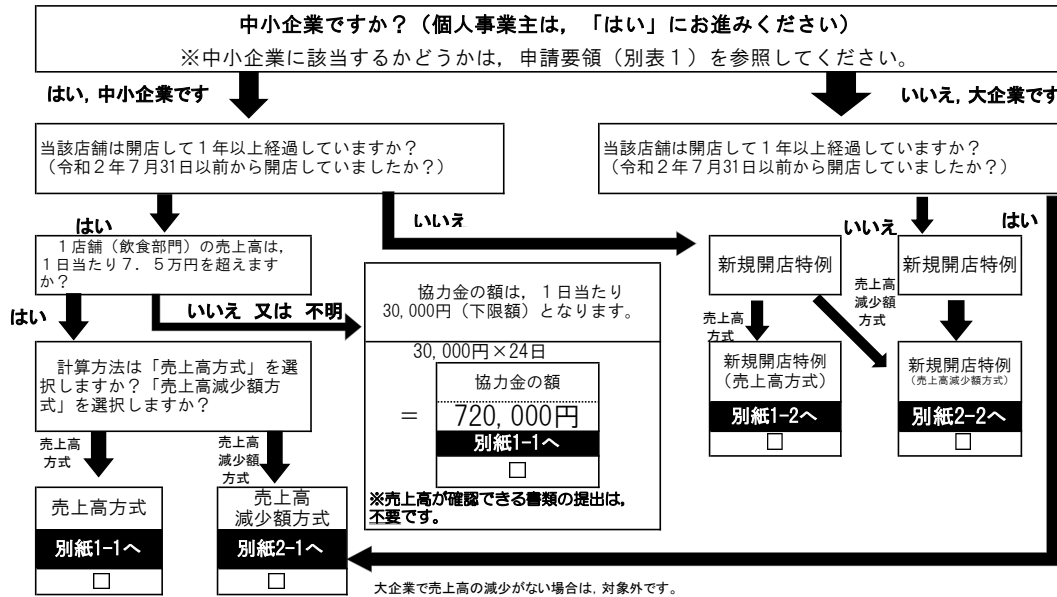 中小企業ですか？（個人事業主は，「はい」にお進みください）
※中小企業に該当するかどうかは，申請要領（別表１）を参照してください。
はい，中小企業です
いいえ，大企業です
当該店舗は開店して１年以上経過していますか？
（令和２年７月31日以前から開店していましたか？）
当該店舗は開店して１年以上経過していますか？
（令和２年７月31日以前から開店していましたか？）
はい
いいえ
いいえ
はい
１店舗（飲食部門）の売上高は，
１日当たり７．５万円を超えます
か？
新規開店特例
新規開店特例
はい
いいえ 又は 不明
協力金の額は，１日当たり
30,000円（下限額）となります。
売上高
方式
売上高
減少額
方式
計算方法は「売上高方式」を選
択しますか？「売上高減少額方
式」を選択しますか？
30,000円×24日
＝
協力金の額
720,000円
別紙1-1へ
□
※売上高が確認できる書類の提出は，
不要です。
新規開店特例
（売上高方式）
別紙1-2へ
□
新規開店特例
（売上高減少額方式）
別紙2-2へ
□
売上高
方式
売上高
減少額
方式
売上高方式
別紙1-1へ
□
売上高
減少額方式
別紙2-1へ
□
大企業で売上高の減少がない場合は，対象外です。